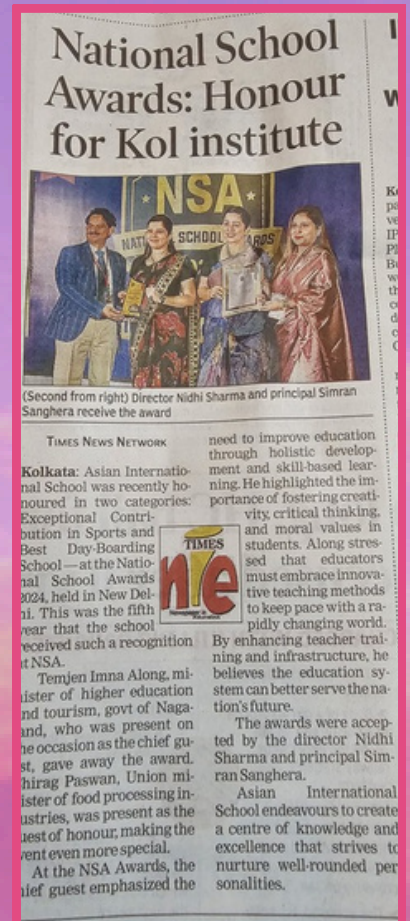 National School
Awards: Honour
for Kol institute
NSA
NATI SCHOOL ARDS
(Second from right) Director Nidhi Sharma and principal Simran
Sanghera receive the award
TIMES NEWS NETWORK
Kolkata: Asian Internatio-
nal School was recently ho-
noured in two categories:
Exceptional Contri-
bution in Sports and
Best Day-Boarding
School — at the Natio-
nal School Awards
2024, held in New Del-
hi. This was the fifth
year that the school
received such a recognition
at NSA.
Temjen Imna Along, mi-
nister of higher education
and tourism, govt of Naga-
land, who was present on
the occasion as the chief gu-
est, gave away the award.
Chirag Paswan, Union mi-
nister of food processing in-
dustries, was present as the
guest of honour, making the
event even more special.
At the NSA Awards, the
chief guest emphasized the
need to improve education
through holistic develop-
ment and skill-based lear-
ning. He highlighted the im-
portance of fostering creati-
vity, critical thinking,
and moral values in
students. Along stres-
sed that educators
must embrace innova-
tive teaching methods
to keep pace with a ra-
pidly changing world.
By enhancing teacher trai-
ning and infrastructure, he
believes the education sy-
stem can better serve the na-
tion's future.
The awards were accep-
ted by the director Nidhi
Sharma and principal Sim-
ran Sanghera.
Asian International
School endeavours to create
a centre of knowledge and
excellence that strives to
nurture well-rounded per
sonalities.
TIMES
nie